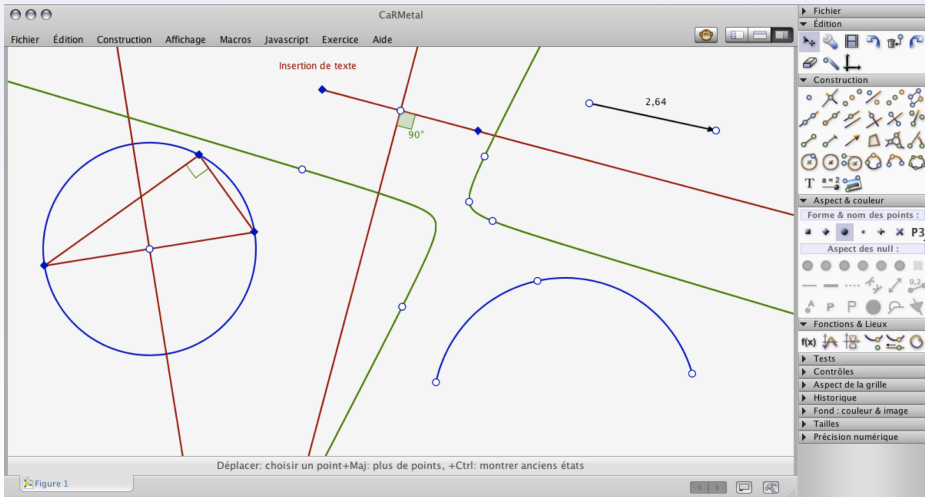 CaRMetal
Fichier Édition Construction Affichage Macros Javascript Exercice Aide
Insertion de texte
2,64
90°
Déplacer: choisir un point+Maj: plus de points, +Ctrl: montrer anciens états
Figure 1
Fichier
Édition
Construction
T a=2
Aspect & couleur
Forme & nom des points :
P3
Aspect des null :
0,2
A P P
Fonctions & Lieux
f(x)
Tests
Contrôles
Aspect de la grille
Historique
Fond : couleur & image
Tailles
Précision numérique